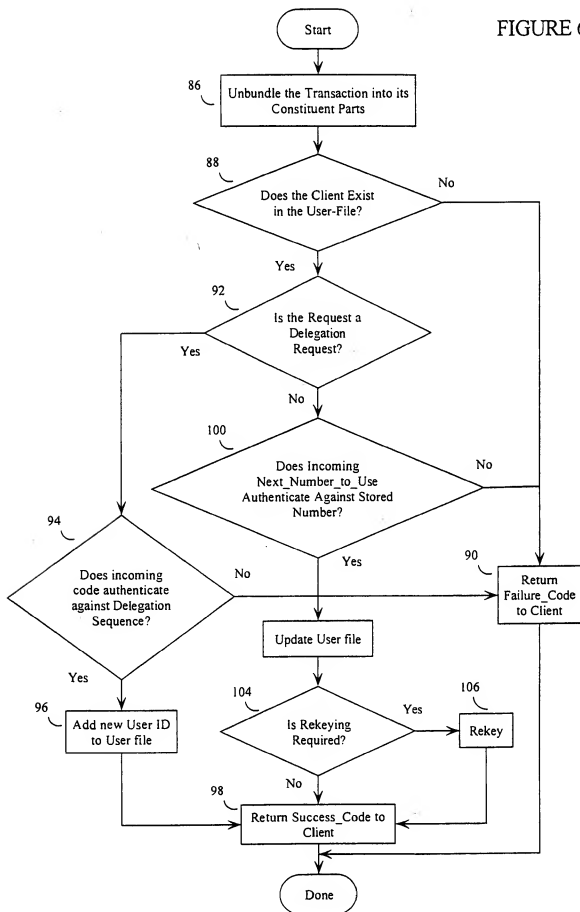 FIGURE 6
Start
86
Unbundle the Transaction into its
Constituent Parts
88
Does the Client Exist
in the User-File?
No
Yes
92
Is the Request a
Delegation
Request?
Yes
No
100
Does Incoming
Next_Number_to_Use
Authenticate Against Stored
Number?
No
Yes
94
Does incoming
code authenticate
against Delegation
Sequence?
No
Yes
90
Return
Failure_Code
to Client
Update User file
104
Is Rekeying
Required?
Yes
No
106
Rekey
96
Add new User ID
to User file
98
Return Success_Code to
Client
Done